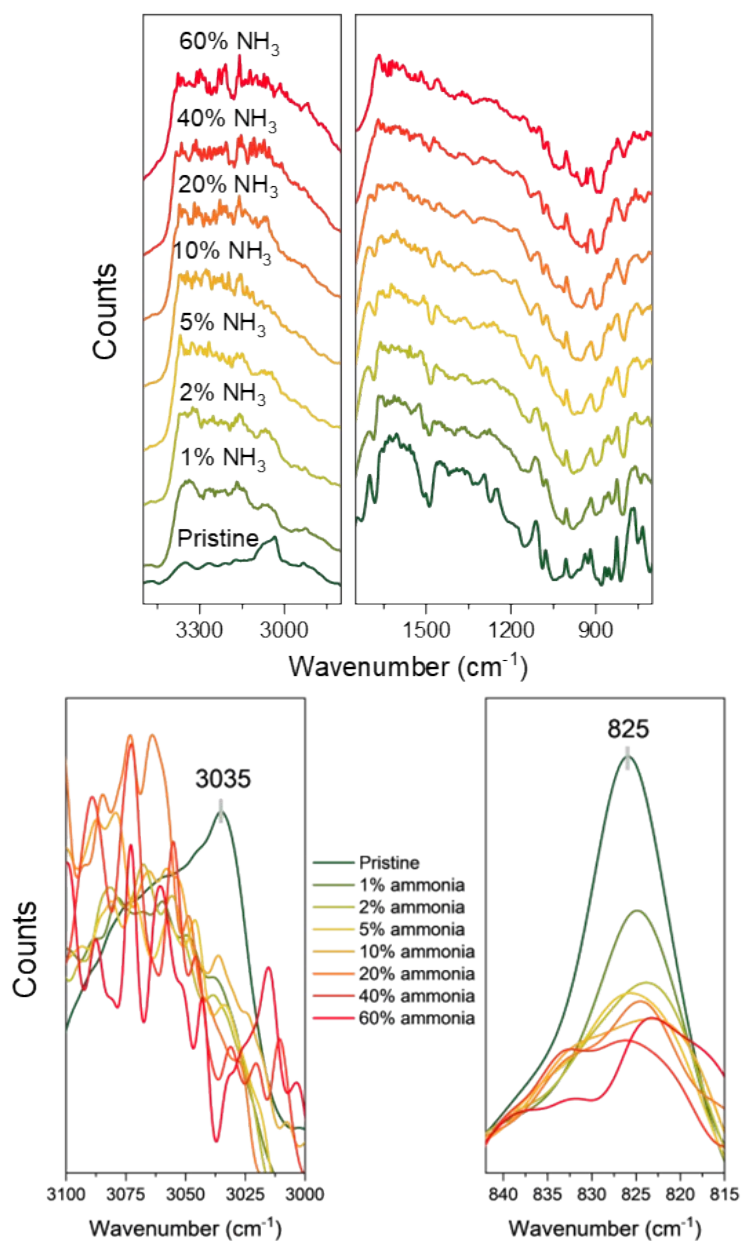 60% NH₃
40% NH₃
20% NH₃
10% NH₃
5% NH₃
2% NH₃
1% NH₃
Pristine
Counts
3300 3000 1500 1200 900
Wavenumber (cm⁻¹)
3035
825
Pristine
1% ammonia
2% ammonia
5% ammonia
10% ammonia
20% ammonia
40% ammonia
60% ammonia
Counts
3100 3075 3050 3025 3000
840 835 830 825 820 815
Wavenumber (cm⁻¹)
Wavenumber (cm⁻¹)